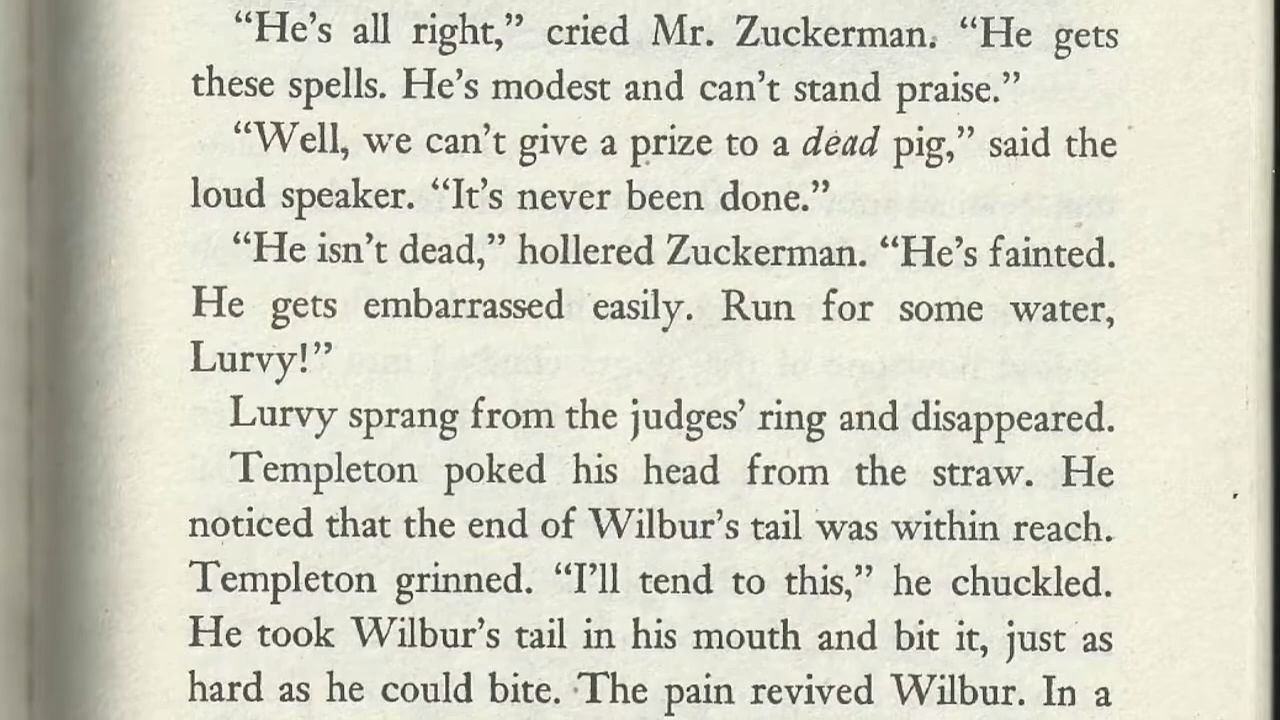 “He’s all right,” cried Mr. Zuckerman. “He gets
these spells. He’s modest and can’t stand praise.”
“Well, we can’t give a prize to a dead pig,” said the
loud speaker. “It’s never been done.”
“He isn’t dead,” hollered Zuckerman. “He’s fainted.
He gets embarrassed easily. Run for some water,
Lurvy!”
Lurvy sprang from the judges’ ring and disappeared.
Templeton poked his head from the straw. He
noticed that the end of Wilbur’s tail was within reach.
Templeton grinned. “I’ll tend to this,” he chuckled.
He took Wilbur’s tail in his mouth and bit it, just as
hard as he could bite. The pain revived Wilbur. In a